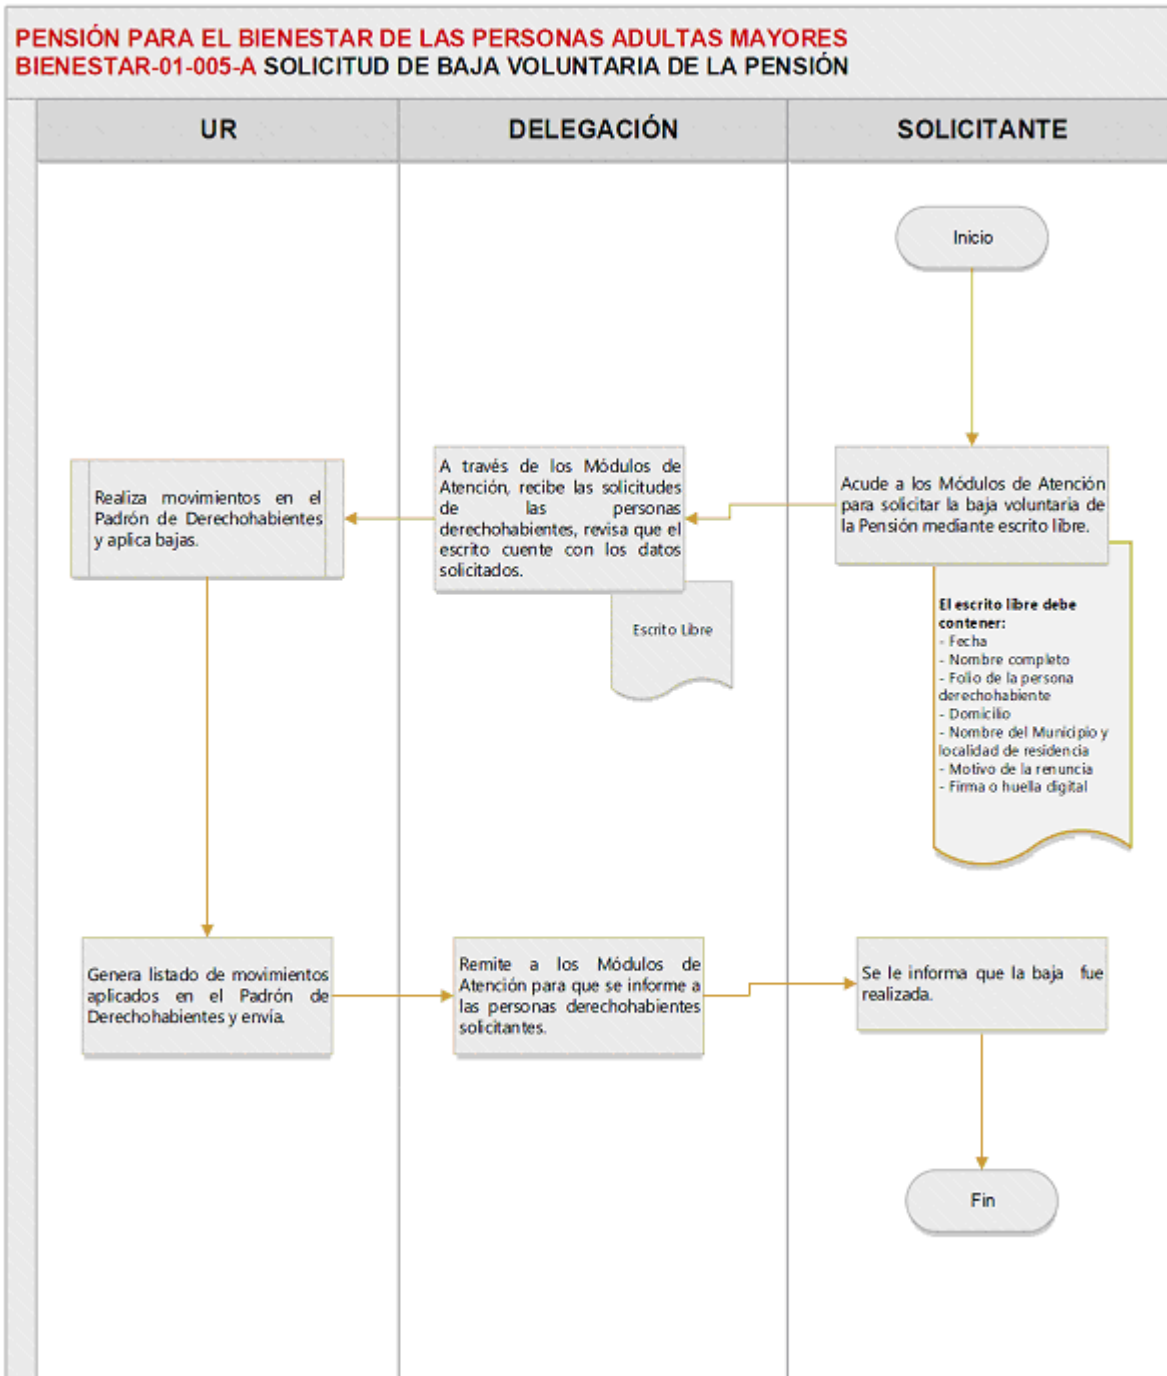 PENSIÓN PARA EL BIENESTAR DE LAS PERSONAS ADULTAS MAYORES
BIENESTAR-01-005-A SOLICITUD DE BAJA VOLUNTARIA DE LA PENSIÓN
UR
DELEGACIÓN
SOLICITANTE
Inicio
Acude a los Módulos de Atención
para solicitar la baja voluntaria de
la Pensión mediante escrito libre.
El escrito libre debe
contener:
- Fecha
- Nombre completo
- Folio de la persona
derechohabiente
- Domicilio
- Nombre del Municipio y
localidad de residencia
- Motivo de la renuncia
- Firma o huella digital
A través de los Módulos de
Atención, recibe las solicitudes
de las personas
derechohabientes, revisa que el
escrito cuente con los datos
solicitados.
Escrito Libre
Realiza movimientos en el
Padrón de Derechohabientes
y aplica bajas.
Genera listado de movimientos
aplicados en el Padrón de
Derechohabientes y envía.
Remite a los Módulos de
Atención para que se informe a
las personas derechohabientes
solicitantes.
Se le informa que la baja fue
realizada.
Fin